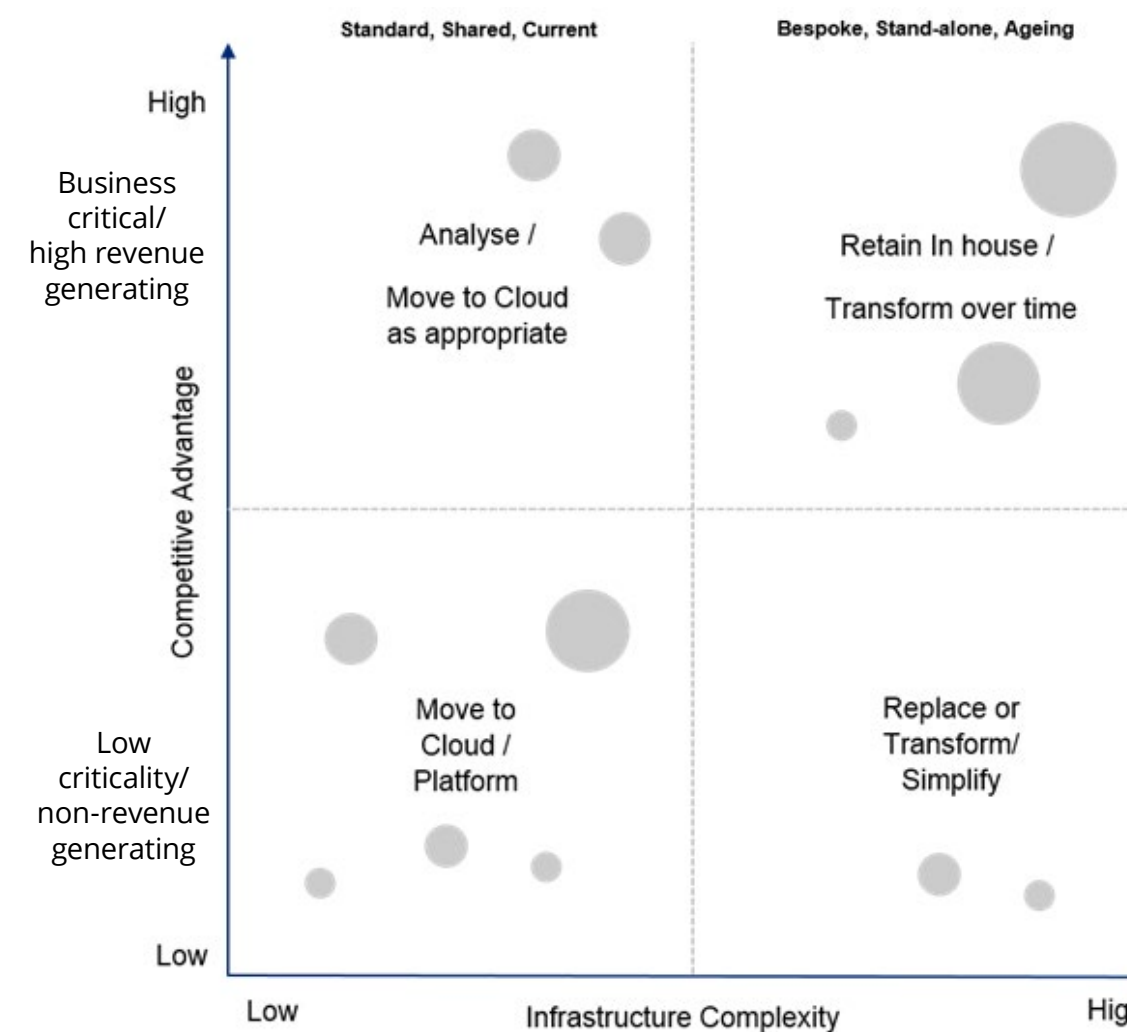 Standard, Shared, Current
Bespoke, Stand-alone, Ageing
High
Business
critical/
high revenue
generating
Analyse /
Move to Cloud
as appropriate
Retain In house /
Transform over time
Competitive Advantage
Low
criticality/
non-revenue
generating
Move to
Cloud /
Platform
Replace or
Transform/
Simplify
Low
Low
Infrastructure Complexity
Hig